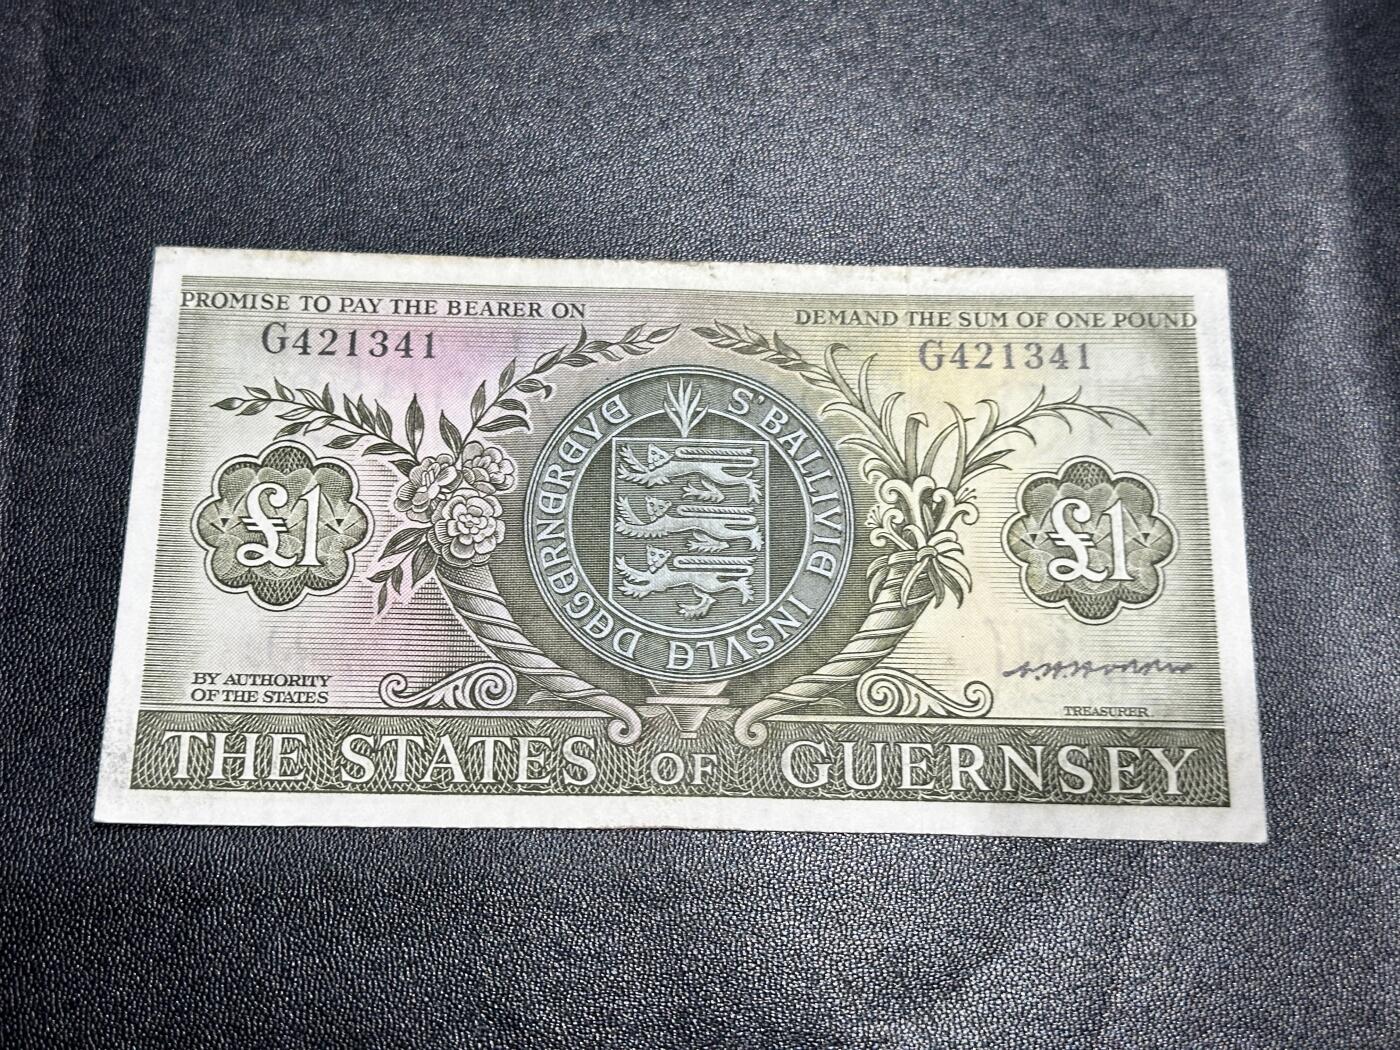 PROMISE TO PAY THE BEARER ON
DEMAND THE SUM OF ONE POUND
G421341
G421341
S'BALLIVIE INSVLE DEGERNEREYE
£1
£1
BY AUTHORITY
OF THE STATES
TREASURER.
THE STATES OF GUERNSEY